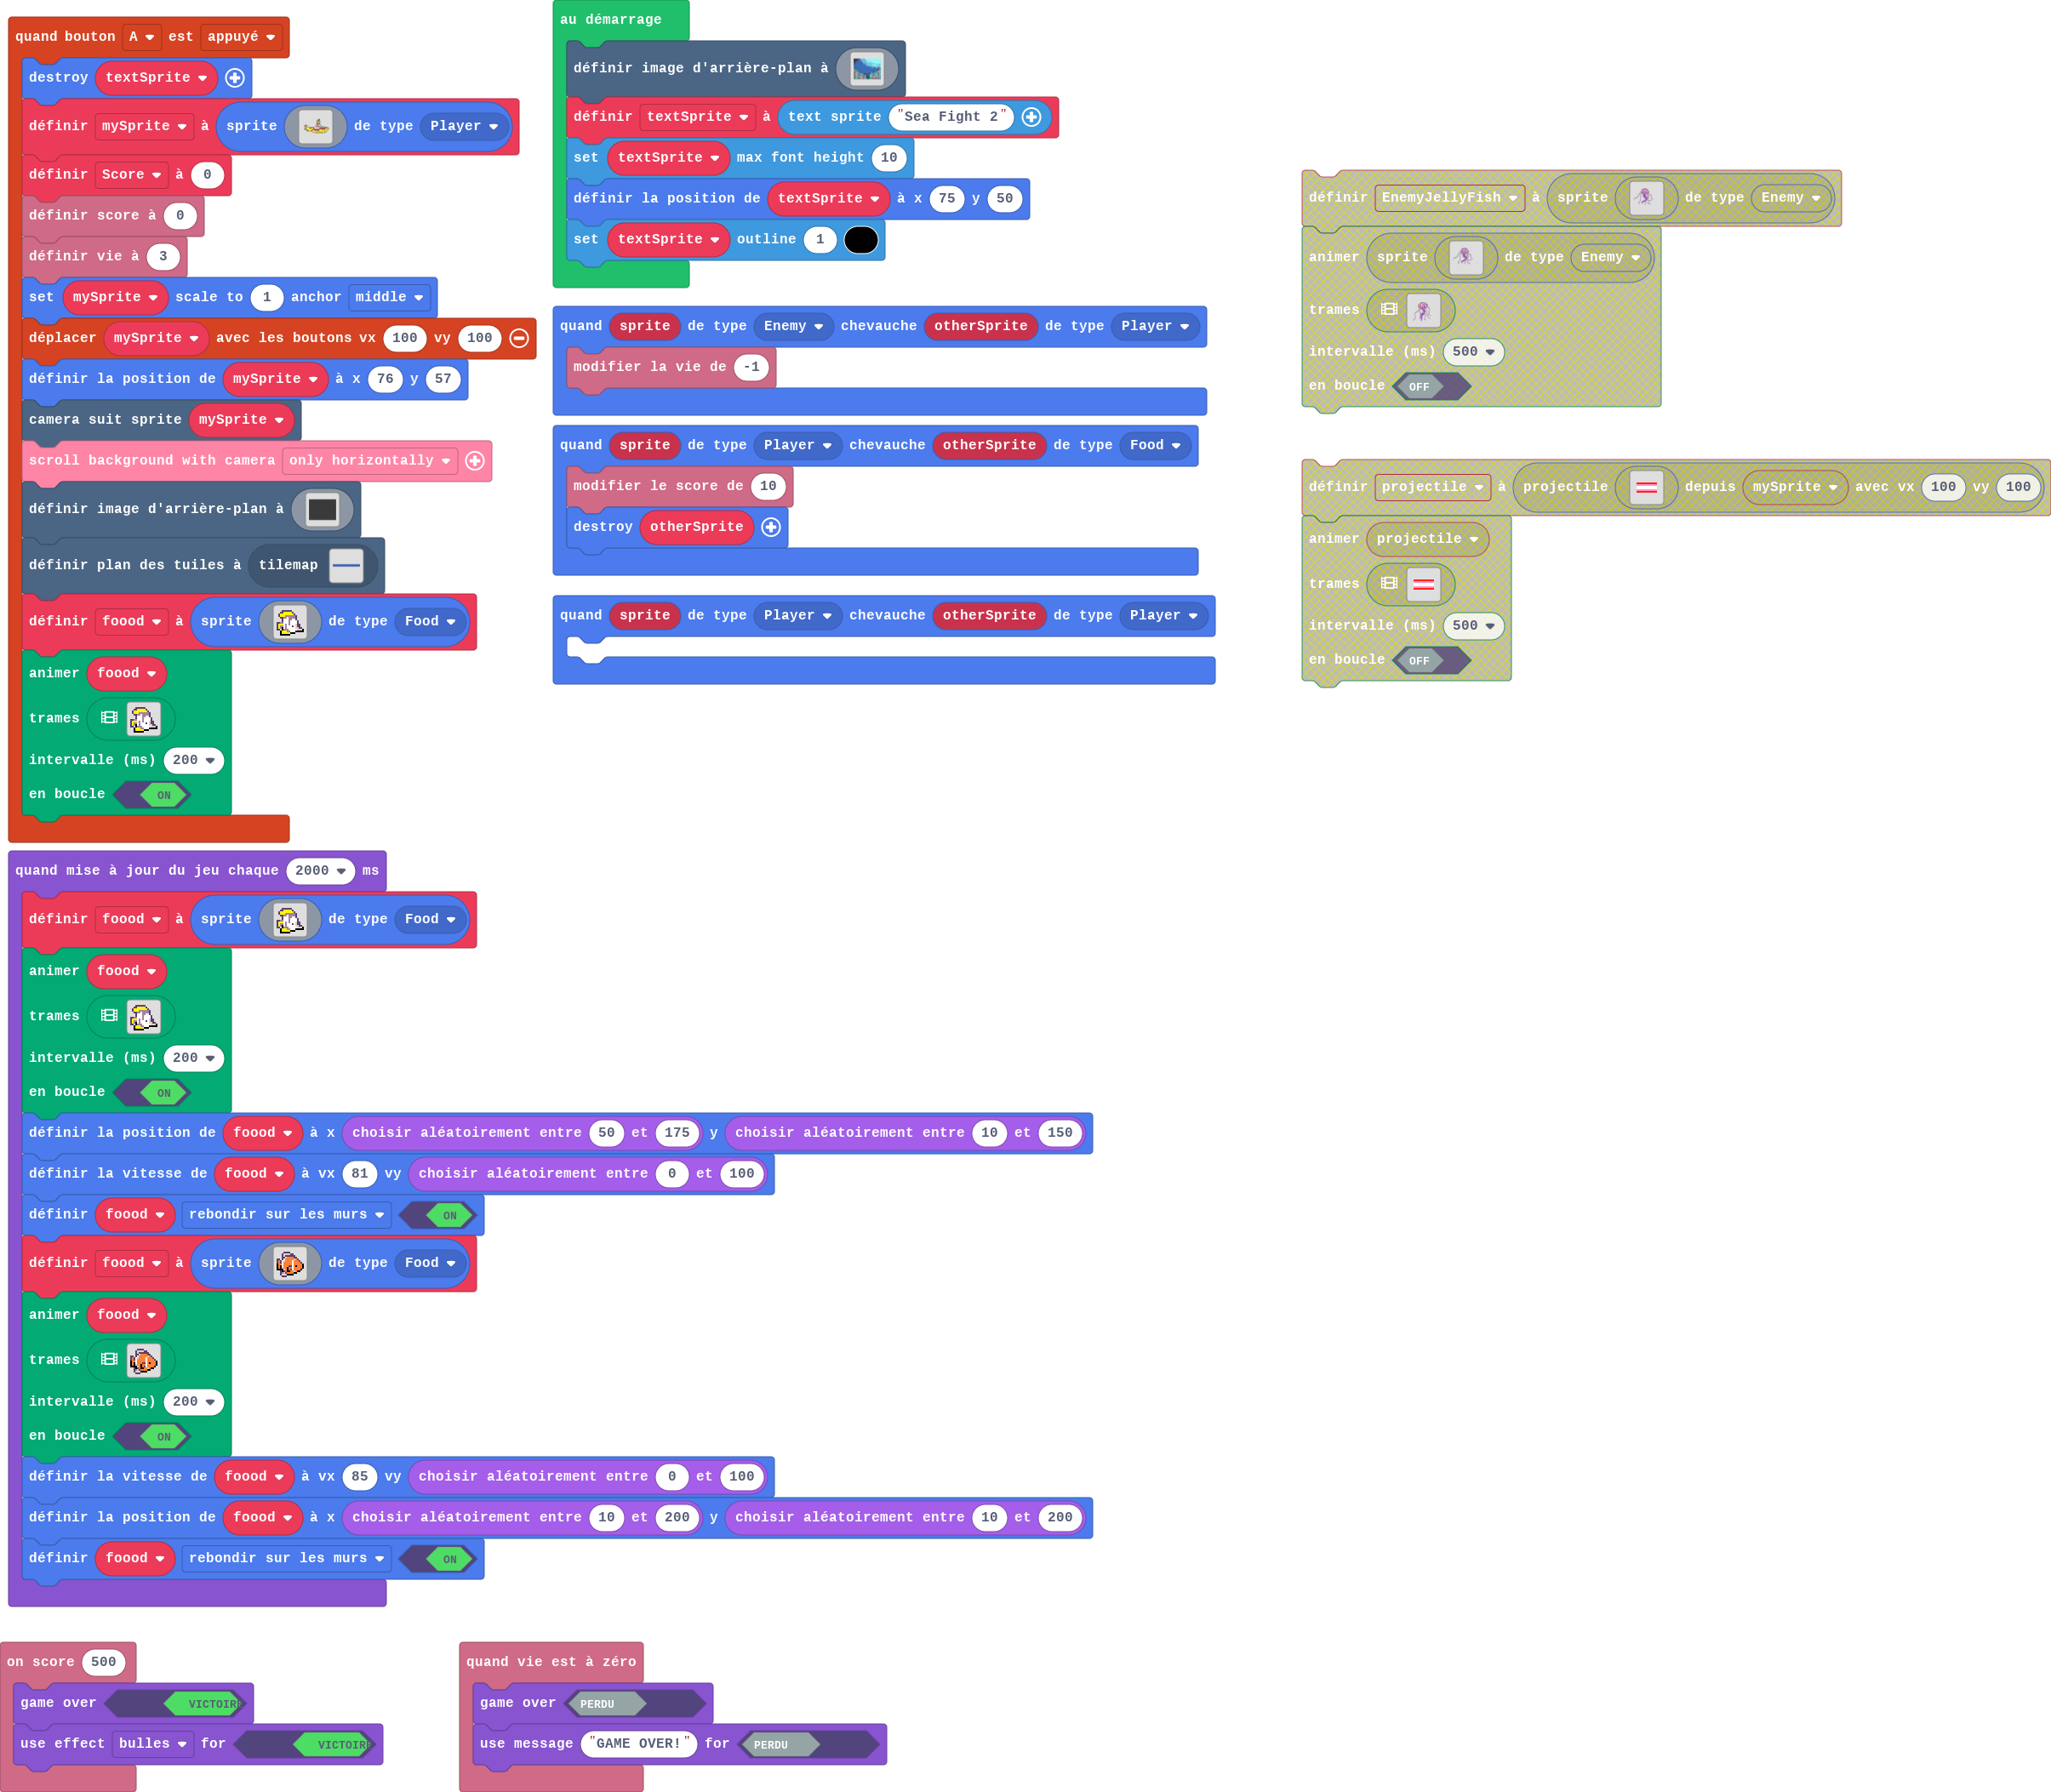 quand bouton A est appuyé
destroy textSprite
définir mySprite à sprite de type Player
définir Score à 0
définir score à 0
définir vie à 3
set mySprite scale to 1 anchor middle
déplacer mySprite avec les boutons vx 100 vy 100
définir la position de mySprite à x 76 y 57
camera suit sprite mySprite
scroll background with camera only horizontally
définir image d'arrière-plan à
définir plan des tuiles à tilemap
définir foood à sprite de type Food
animer foood
trames
intervalle (ms) 200
en boucle ON
au démarrage
définir image d'arrière-plan à
définir textSprite à text sprite "Sea Fight 2"
set textSprite max font height 10
définir la position de textSprite à x 75 y 50
set textSprite outline 1
quand sprite de type Enemy chevauche otherSprite de type Player
modifier la vie de -1
quand sprite de type Player chevauche otherSprite de type Food
modifier le score de 10
destroy otherSprite
quand sprite de type Player chevauche otherSprite de type Player
définir EnemyJellyFish à sprite de type Enemy
animer sprite de type Enemy
trames
intervalle (ms) 500
en boucle OFF
définir projectile à projectile depuis mySprite avec vx 100 vy 100
animer projectile
trames
intervalle (ms) 500
en boucle OFF
quand mise à jour du jeu chaque 2000 ms
définir foood à sprite de type Food
animer foood
trames
intervalle (ms) 200
en boucle ON
définir la position de foood à x choisir aléatoirement entre 50 et 175 y choisir aléatoirement entre 10 et 150
définir la vitesse de foood à vx 81 vy choisir aléatoirement entre 0 et 100
définir foood rebondir sur les murs ON
définir foood à sprite de type Food
animer foood
trames
intervalle (ms) 200
en boucle ON
définir la vitesse de foood à vx 85 vy choisir aléatoirement entre 0 et 100
définir la position de foood à x choisir aléatoirement entre 10 et 200 y choisir aléatoirement entre 10 et 200
définir foood rebondir sur les murs ON
on score 500
game over VICTOIRE
use effect bulles for VICTOIRE
quand vie est à zéro
game over PERDU
use message "GAME OVER!" for PERDU